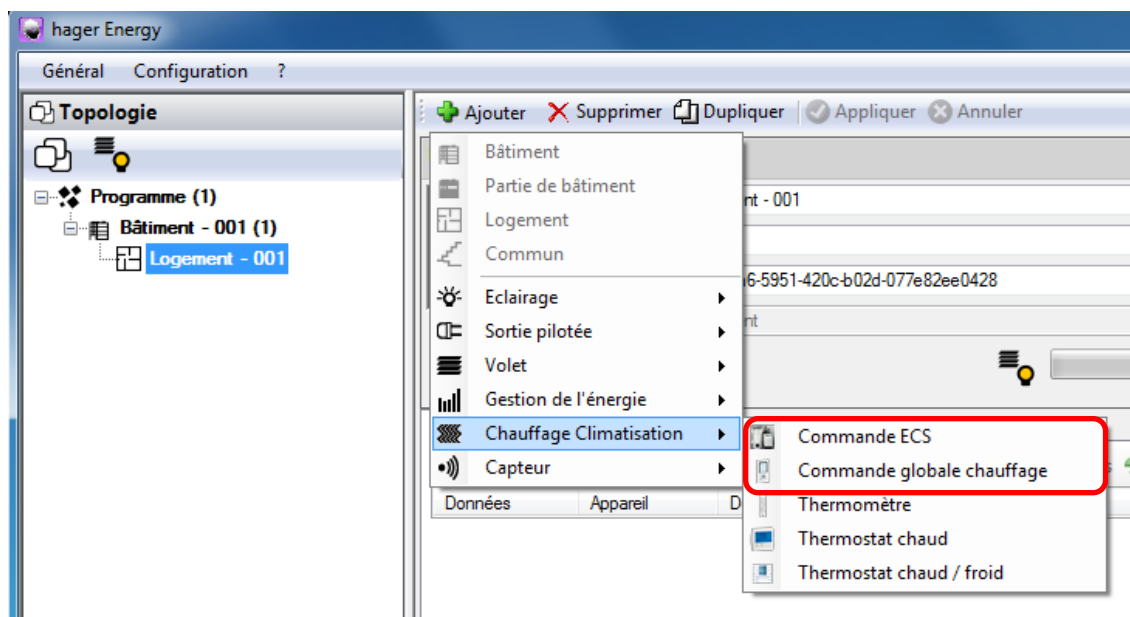 hager Energy
Général Configuration ?
Topologie
Programme (1)
Bâtiment - 001 (1)
Logement - 001
Ajouter Supprimer Dupliquer Appliquer Annuler
Bâtiment
Partie de bâtiment
Logement
Commun
Eclairage
Sortie pilotée
Volet
Gestion de l'énergie
Chauffage Climatisation
Capteur
nt - 001
6-5951-420c-b02d-077e82ee0428
nt
Commande ECS
Commande globale chauffage
Thermomètre
Thermostat chaud
Thermostat chaud / froid
s
Données Appareil D